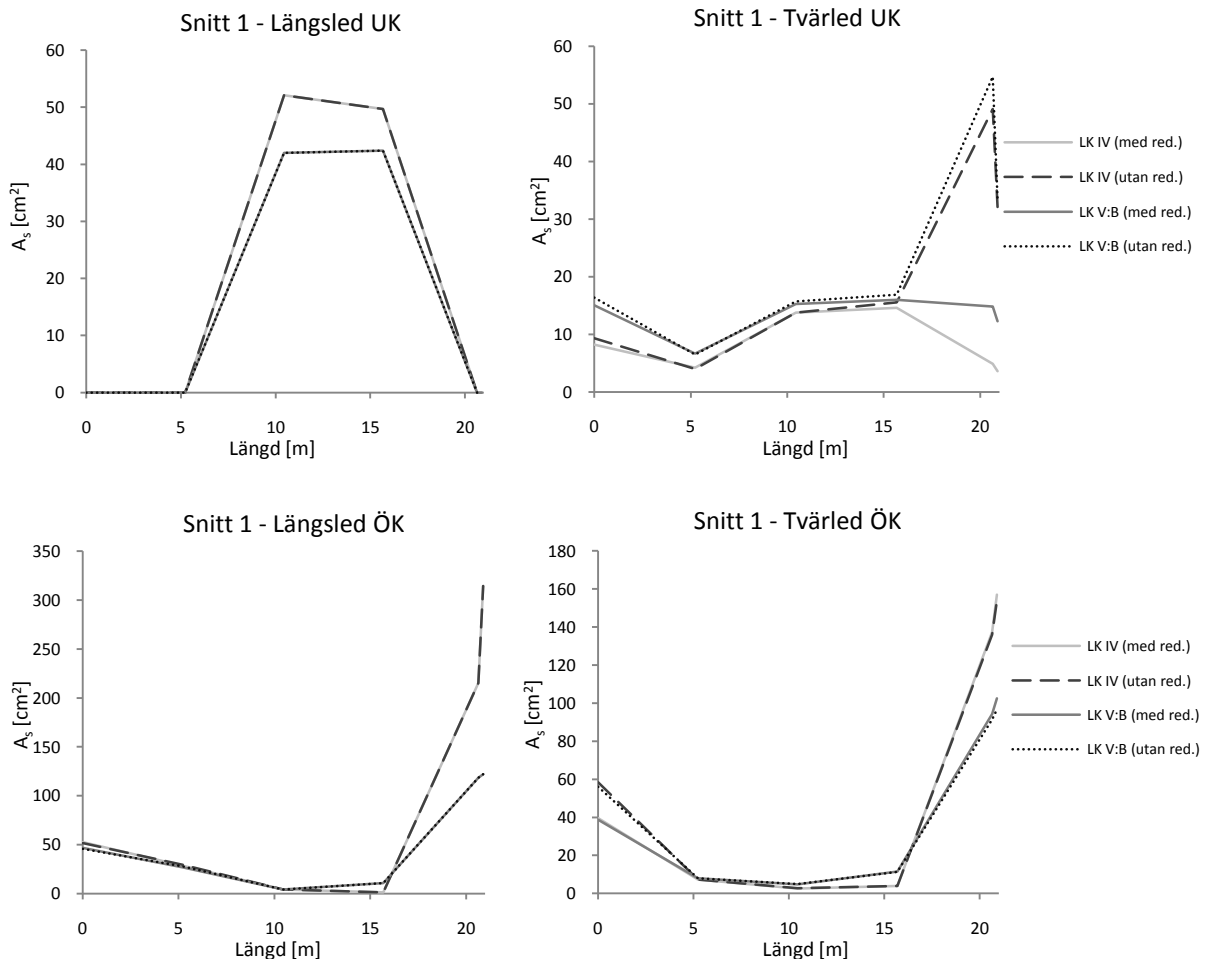 Snitt 1 - Längsled UK
60
50
40
30
20
10
0
A_s [cm²]
0 5 10 15 20
Längd [m]
Snitt 1 - Tvärled UK
60
50
40
30
20
10
0
A_s [cm²]
0 5 10 15 20
Längd [m]
LK IV (med red.)
LK IV (utan red.)
LK V:B (med red.)
LK V:B (utan red.)
Snitt 1 - Längsled ÖK
350
300
250
200
150
100
50
0
A_s [cm²]
0 5 10 15 20
Längd [m]
Snitt 1 - Tvärled ÖK
180
160
140
120
100
80
60
40
20
0
A_s [cm²]
0 5 10 15 20
Längd [m]
LK IV (med red.)
LK IV (utan red.)
LK V:B (med red.)
LK V:B (utan red.)